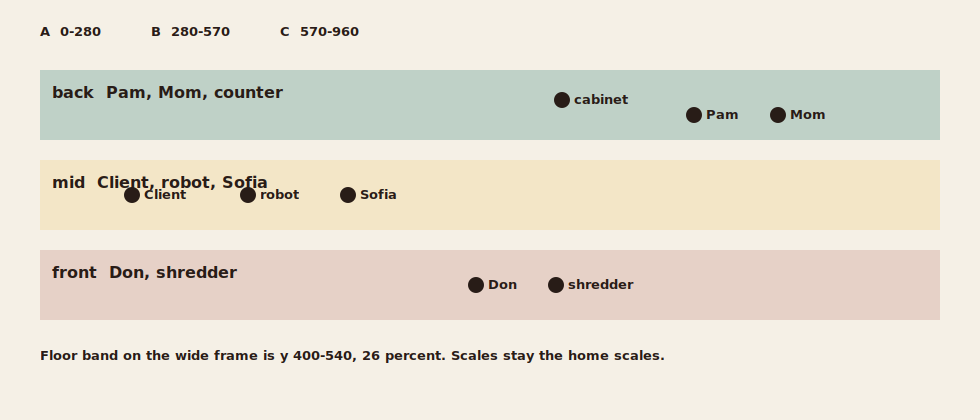 A 0-280 B 280-570 C 570-960
back Pam, Mom, counter
cabinet
Pam Mom
mid Client, robot, Sofia
Client robot Sofia
front Don, shredder
Don shredder
Floor band on the wide frame is y 400-540, 26 percent. Scales stay the home scales.